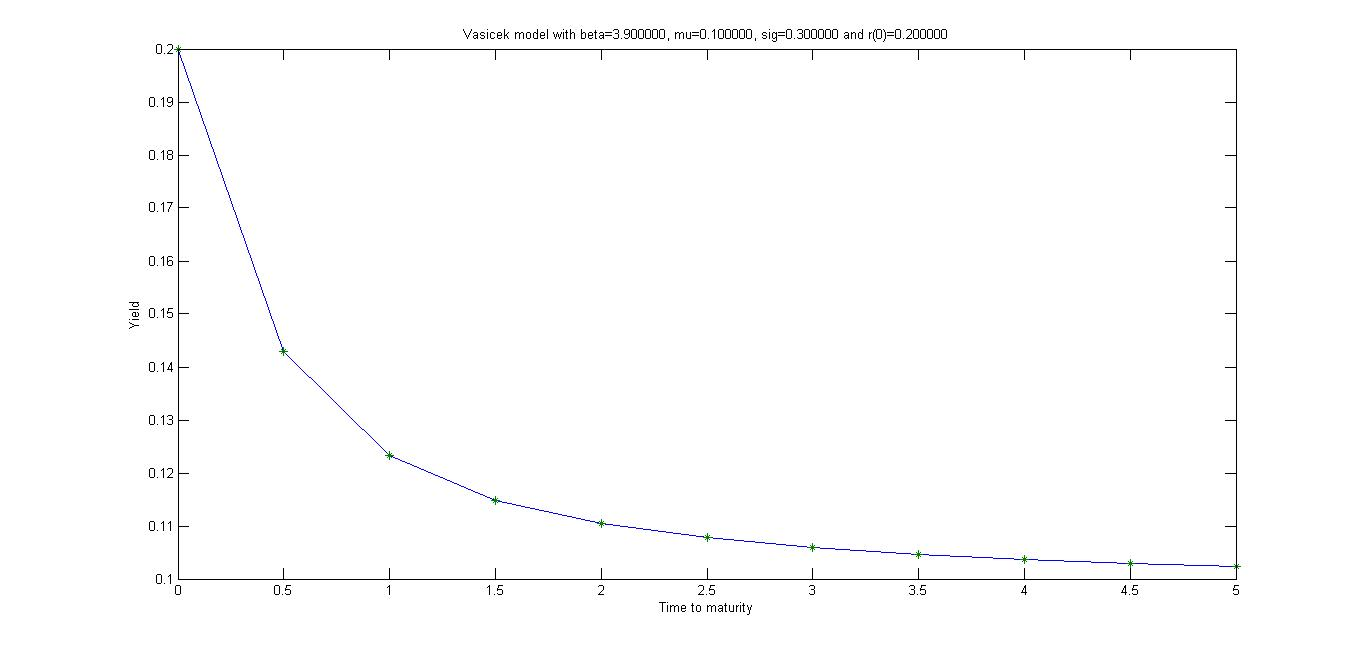 Vasicek model with beta=3.900000, mu=0.100000, sig=0.300000 and r(0)=0.200000
0.2
0.19
0.18
0.17
0.16
0.15
0.14
0.13
0.12
0.11
0.1
Yield
0 0.5 1 1.5 2 2.5 3 3.5 4 4.5 5
Time to maturity